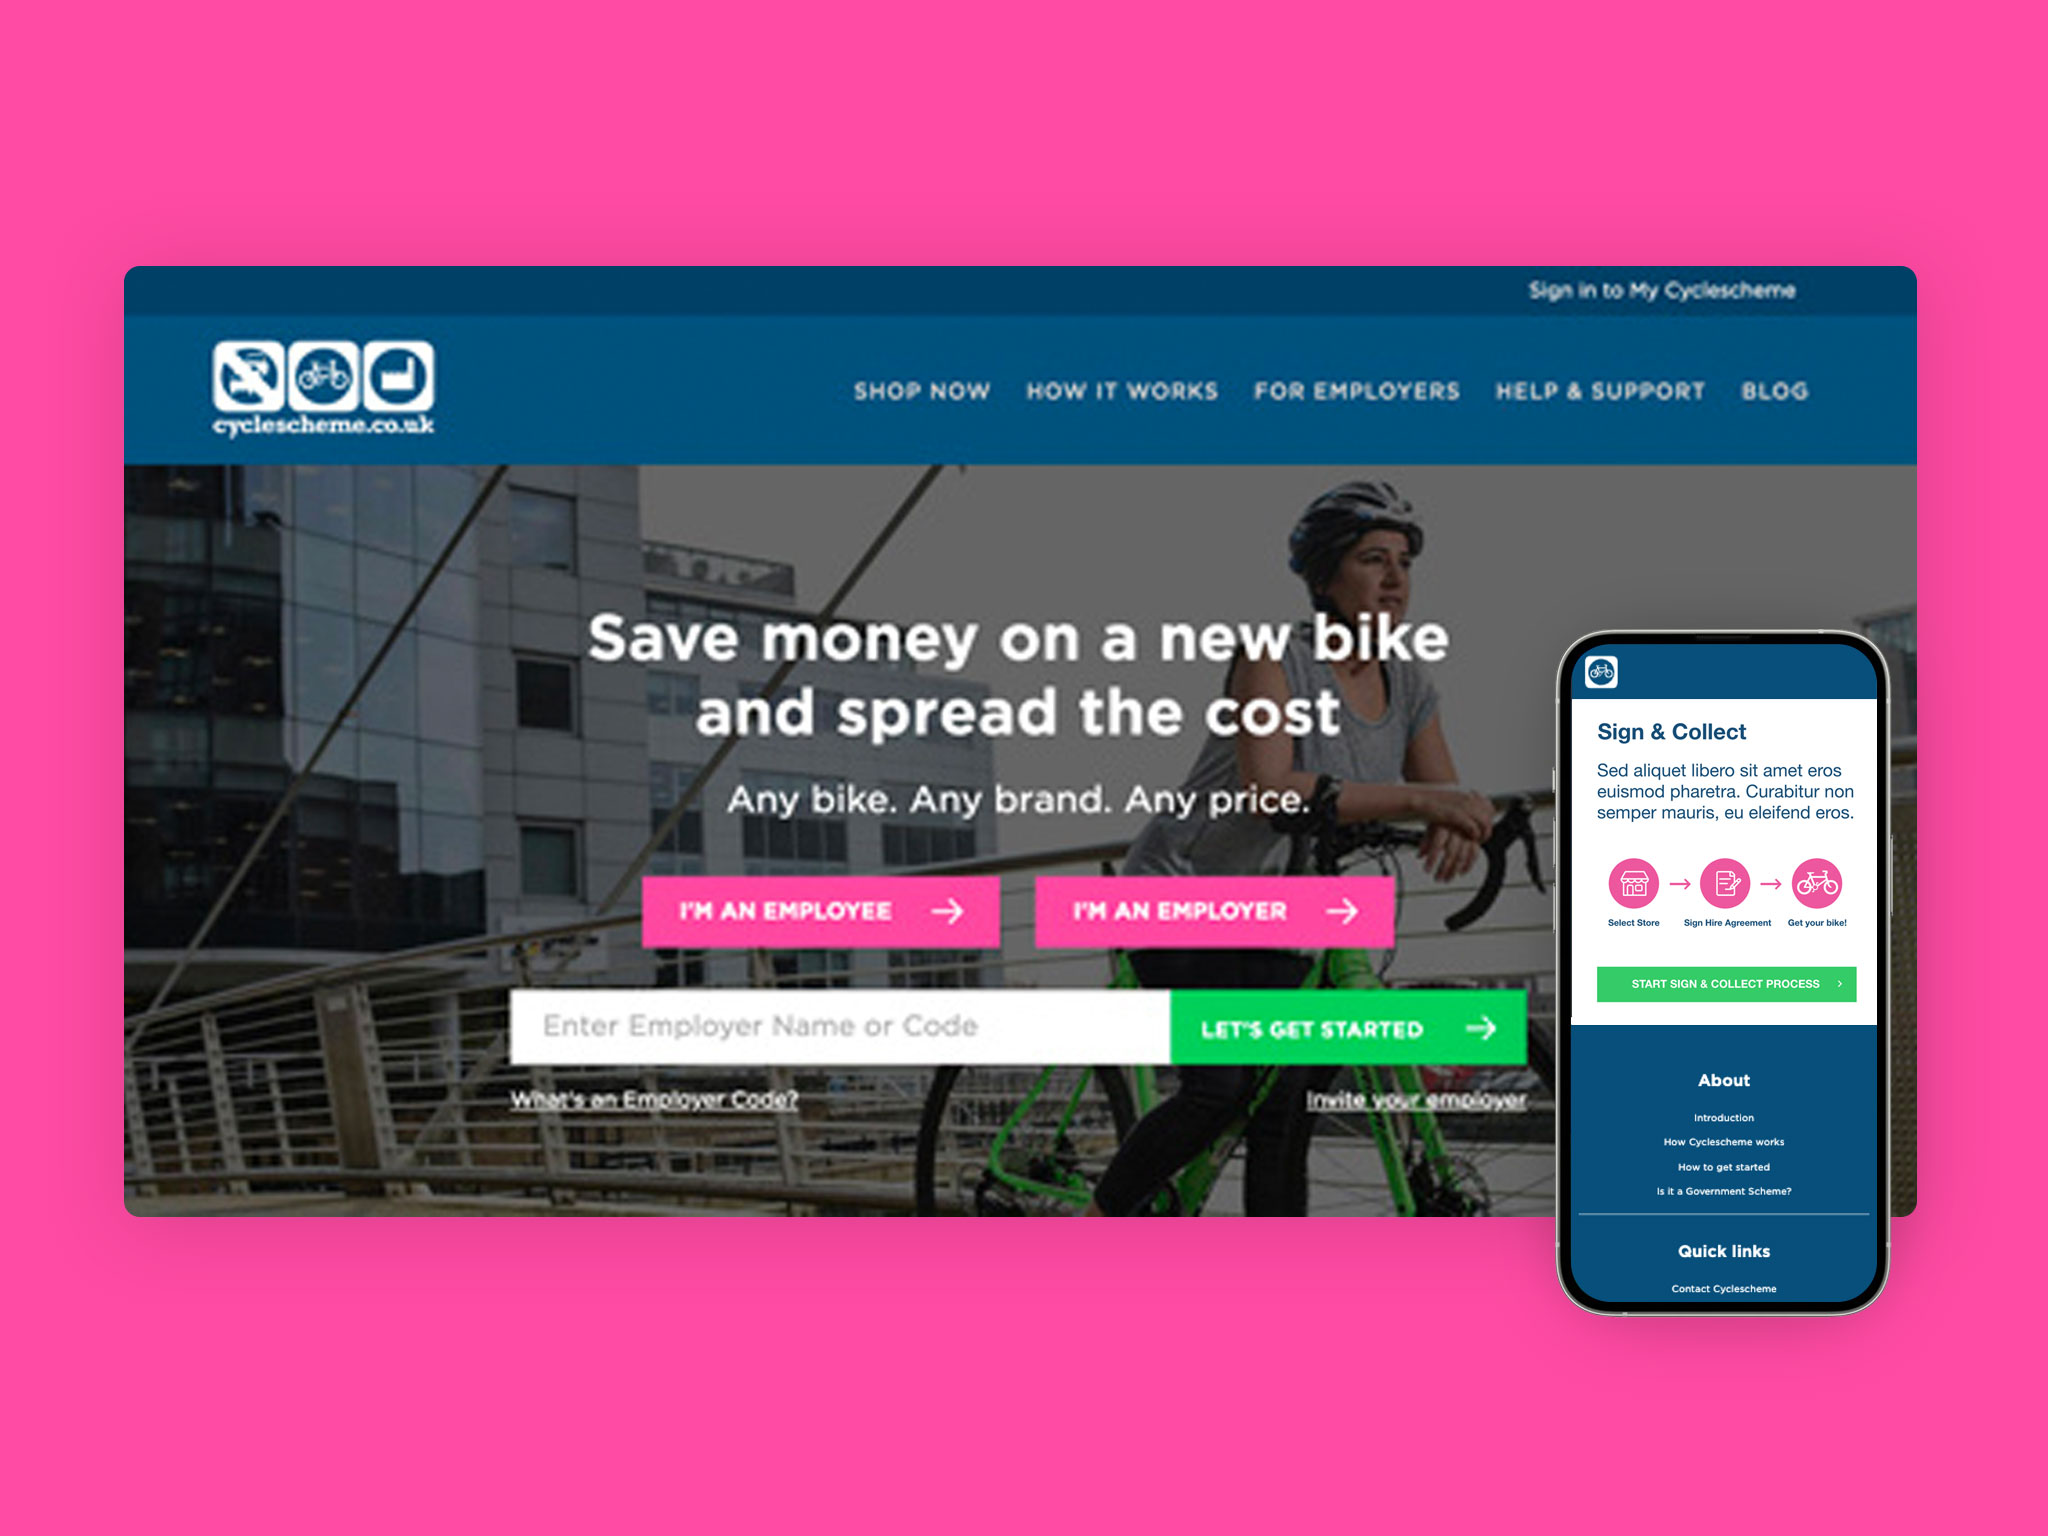 Sign in to My Cyclescheme
cyclescheme.co.uk
SHOP NOW
HOW IT WORKS
FOR EMPLOYERS
HELP & SUPPORT
BLOG
Save money on a new bike
and spread the cost
Any bike. Any brand. Any price.
I'M AN EMPLOYEE
I'M AN EMPLOYER
Enter Employer Name or Code
LET'S GET STARTED
What's an Employer Code?
Invite your employer
Sign & Collect
Sed aliquet libero sit amet eros
euismod pharetra. Curabitur non
semper mauris, eu eleifend eros.
Select Store
Sign Hire Agreement
Get your bike!
START SIGN & COLLECT PROCESS
About
Introduction
How Cyclescheme works
How to get started
Is it a Government Scheme?
Quick links
Contact Cyclescheme